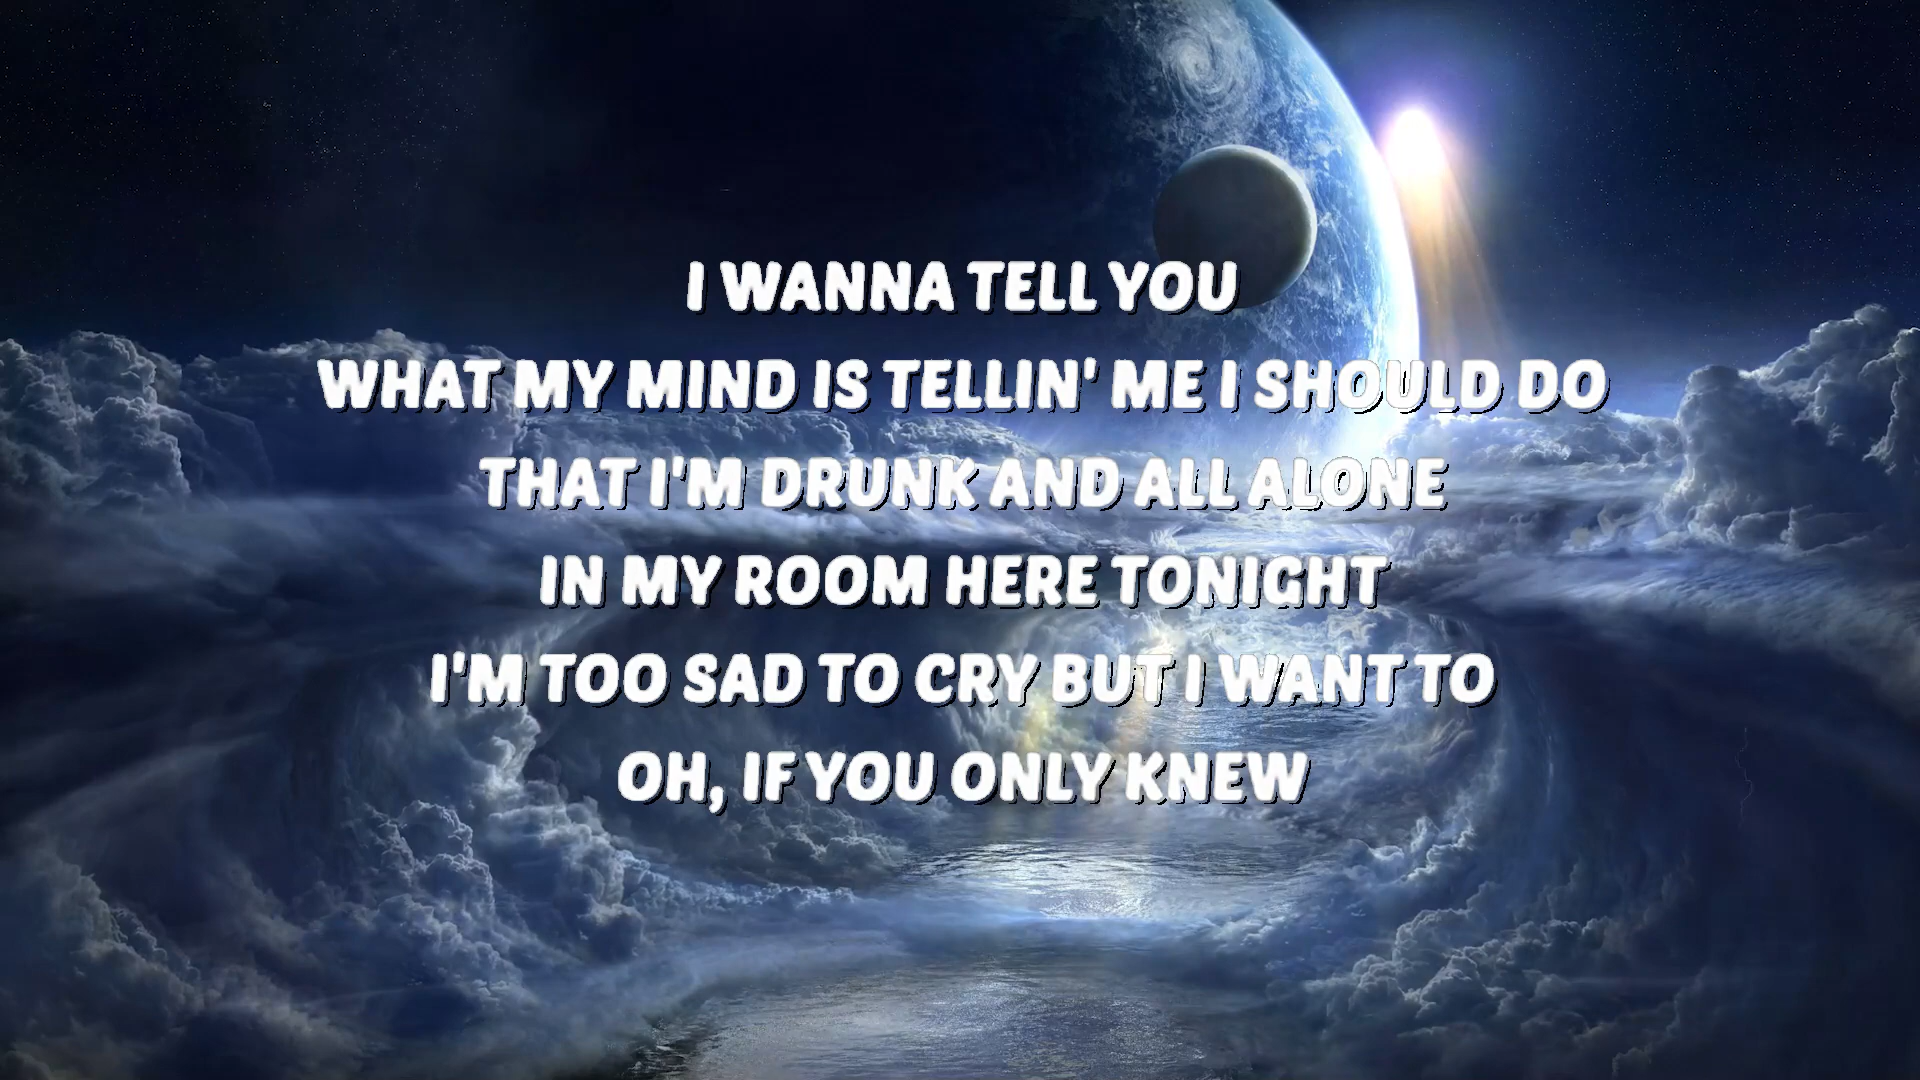 I WANNA TELL YOU
WHAT MY MIND IS TELLIN' ME I SHOULD DO
THAT I'M DRUNK AND ALL ALONE
IN MY ROOM HERE TONIGHT
I'M TOO SAD TO CRY BUT I WANT TO
OH, IF YOU ONLY KNEW